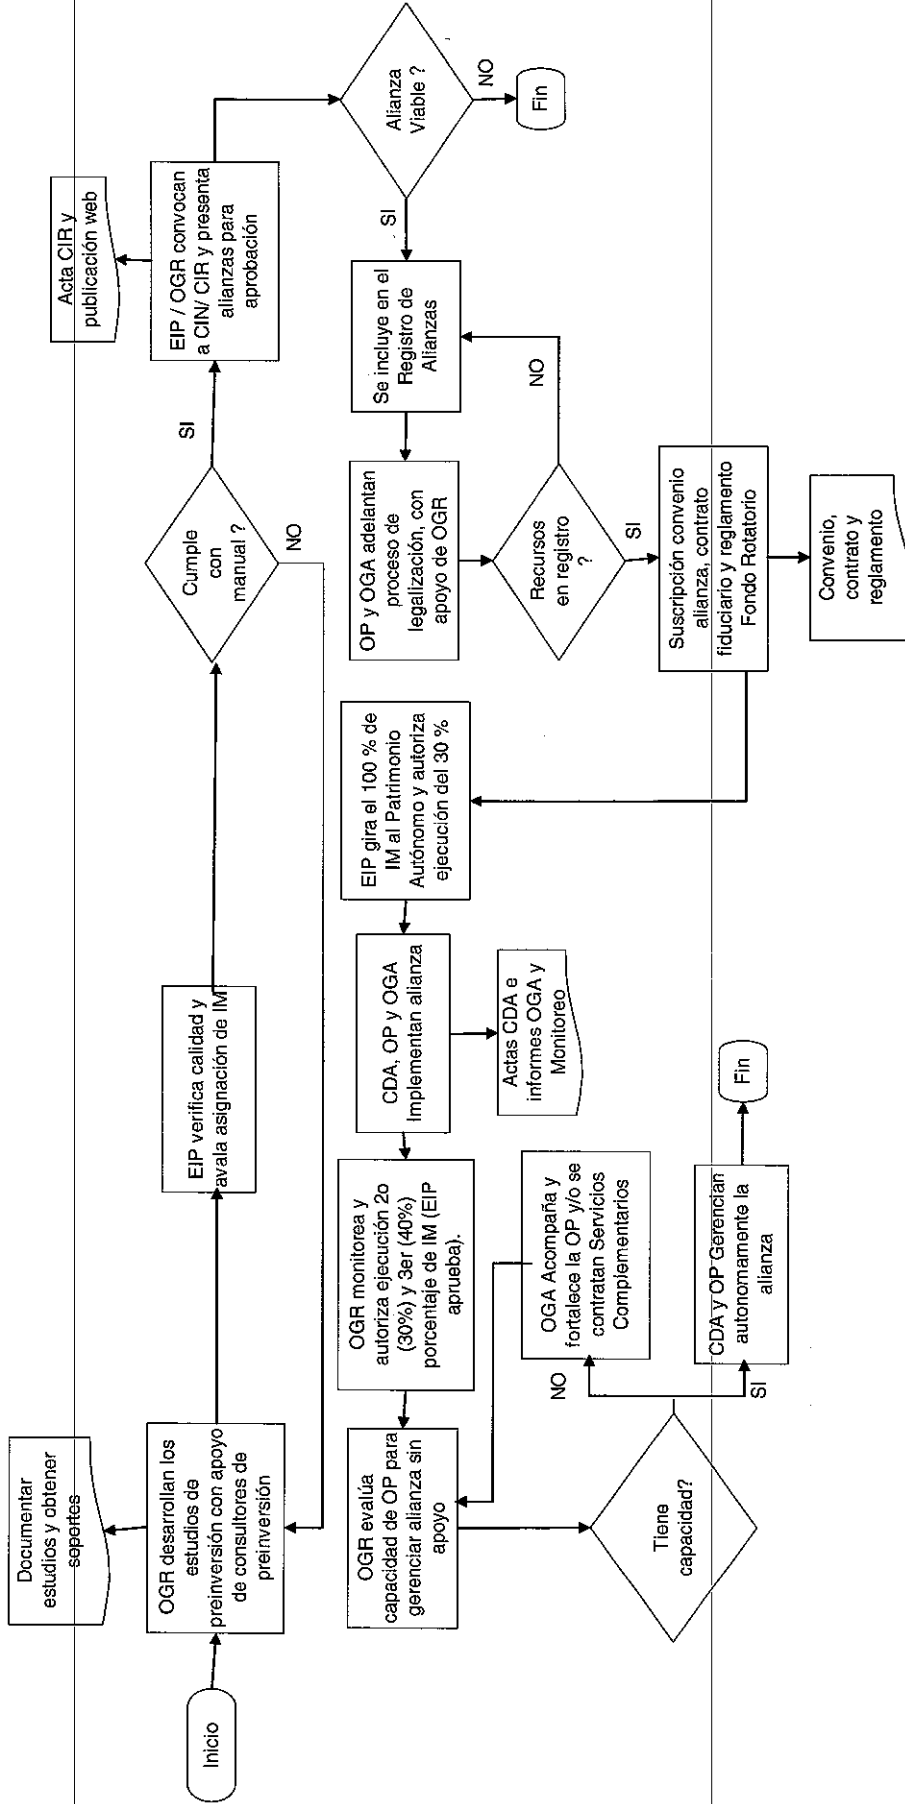 Inicio
Documentar
estudios y obtener
soportes
OGR desarrollan los
estudios de
preinversión con apoyo
de consultores de
preinversión
EIP verifica calidad y
avala asignación de IM
Cumple
con
manual ?
SI
NO
Acta CIR y
publicación web
EIP / OGR convocan
a CIN/ CIR y presenta
alianzas para
aprobación
Alianza
Viable ?
NO
Fin
SI
Se incluye en el
Registro de
Alianzas
OP y OGA adelantan
proceso de
legalización, con
apoyo de OGR
Recursos
en registro
?
NO
SI
Suscripción convenio
alianza, contrato
fiduciario y reglamento
Fondo Rotatorio
Convenio,
contrato y
reglamento
EIP gira el 100 % de
IM al Patrimonio
Autónomo y autoriza
ejecución del 30 %
CDA, OP y OGA
Implementan alianza
Actas CDA e
informes OGA y
Monitoreo
OGR monitorea y
autoriza ejecución 2o
(30%) y 3er (40%)
porcentaje de IM (EIP
aprueba).
OGR evalúa
capacidad de OP para
gerenciar alianza sin
apoyo
Tiene
capacidad?
NO
OGA Acompaña y
fortalece la OP y/o se
contratan Servicios
Complementarios
SI
CDA y OP Gerencian
autonomamente la
alianza
Fin